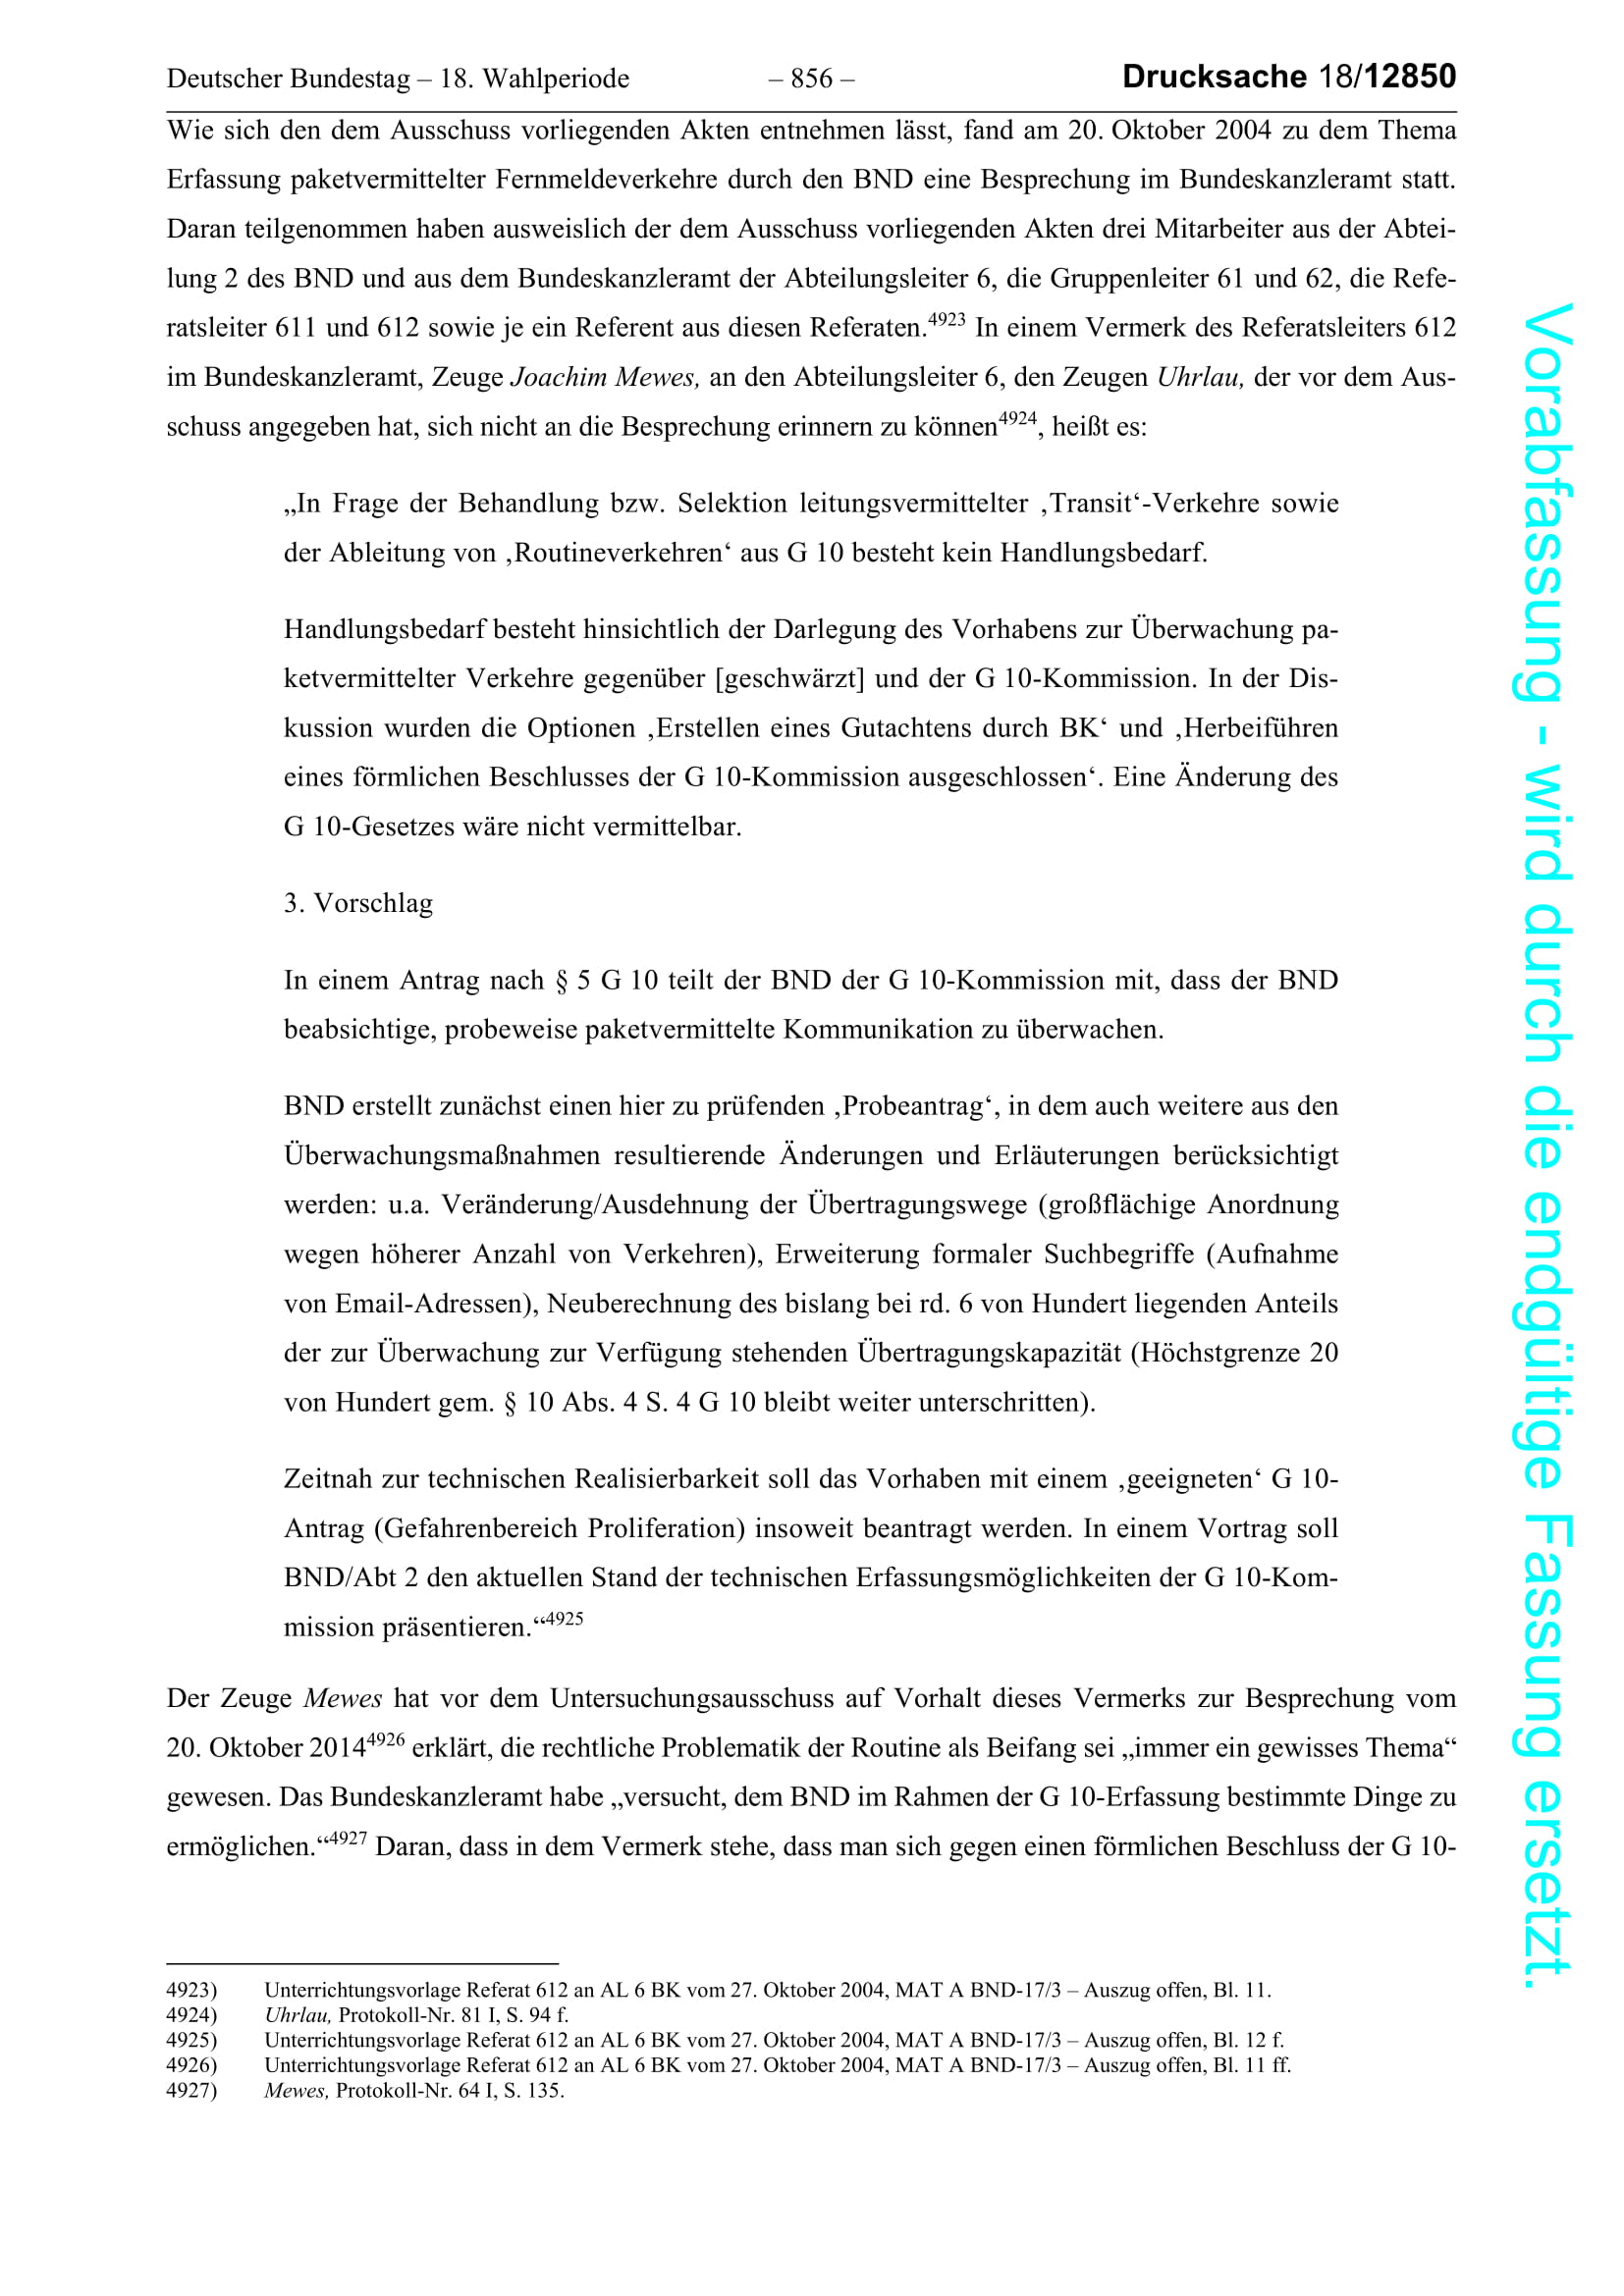 Deutscher Bundestag – 18. Wahlperiode – 856 – Drucksache 18/12850
Wie sich den dem Ausschuss vorliegenden Akten entnehmen lässt, fand am 20. Oktober 2004 zu dem Thema
Erfassung paketvermittelter Fernmeldeverkehre durch den BND eine Besprechung im Bundeskanzleramt statt.
Daran teilgenommen haben ausweislich der dem Ausschuss vorliegenden Akten drei Mitarbeiter aus der Abtei-
lung 2 des BND und aus dem Bundeskanzleramt der Abteilungsleiter 6, die Gruppenleiter 61 und 62, die Refe-
ratsleiter 611 und 612 sowie je ein Referent aus diesen Referaten.4923 In einem Vermerk des Referatsleiters 612
im Bundeskanzleramt, Zeuge Joachim Mewes, an den Abteilungsleiter 6, den Zeugen Uhrlau, der vor dem Aus-
schuss angegeben hat, sich nicht an die Besprechung erinnern zu können4924, heißt es:
„In Frage der Behandlung bzw. Selektion leitungsvermittelter ‚Transit‘-Verkehre sowie
der Ableitung von ‚Routineverkehren‘ aus G 10 besteht kein Handlungsbedarf.
Handlungsbedarf besteht hinsichtlich der Darlegung des Vorhabens zur Überwachung pa-
ketvermittelter Verkehre gegenüber [geschwärzt] und der G 10-Kommission. In der Dis-
kussion wurden die Optionen ‚Erstellen eines Gutachtens durch BK‘ und ‚Herbeiführen
eines förmlichen Beschlusses der G 10-Kommission ausgeschlossen‘. Eine Änderung des
G 10-Gesetzes wäre nicht vermittelbar.
3. Vorschlag
In einem Antrag nach § 5 G 10 teilt der BND der G 10-Kommission mit, dass der BND
beabsichtige, probeweise paketvermittelte Kommunikation zu überwachen.
BND erstellt zunächst einen hier zu prüfenden ‚Probeantrag‘, in dem auch weitere aus den
Überwachungsmaßnahmen resultierende Änderungen und Erläuterungen berücksichtigt
werden: u.a. Veränderung/Ausdehnung der Übertragungswege (großflächige Anordnung
wegen höherer Anzahl von Verkehren), Erweiterung formaler Suchbegriffe (Aufnahme
von Email-Adressen), Neuberechnung des bislang bei rd. 6 von Hundert liegenden Anteils
der zur Überwachung zur Verfügung stehenden Übertragungskapazität (Höchstgrenze 20
von Hundert gem. § 10 Abs. 4 S. 4 G 10 bleibt weiter unterschritten).
Zeitnah zur technischen Realisierbarkeit soll das Vorhaben mit einem ‚geeigneten‘ G 10-
Antrag (Gefahrenbereich Proliferation) insoweit beantragt werden. In einem Vortrag soll
BND/Abt 2 den aktuellen Stand der technischen Erfassungsmöglichkeiten der G 10-Kom-
mission präsentieren.“4925
Der Zeuge Mewes hat vor dem Untersuchungsausschuss auf Vorhalt dieses Vermerks zur Besprechung vom
20. Oktober 20144926 erklärt, die rechtliche Problematik der Routine als Beifang sei „immer ein gewisses Thema“
gewesen. Das Bundeskanzleramt habe „versucht, dem BND im Rahmen der G 10-Erfassung bestimmte Dinge zu
ermöglichen.“4927 Daran, dass in dem Vermerk stehe, dass man sich gegen einen förmlichen Beschluss der G 10-
4923) Unterrichtungsvorlage Referat 612 an AL 6 BK vom 27. Oktober 2004, MAT A BND-17/3 – Auszug offen, Bl. 11.
4924) Uhrlau, Protokoll-Nr. 81 I, S. 94 f.
4925) Unterrichtungsvorlage Referat 612 an AL 6 BK vom 27. Oktober 2004, MAT A BND-17/3 – Auszug offen, Bl. 12 f.
4926) Unterrichtungsvorlage Referat 612 an AL 6 BK vom 27. Oktober 2004, MAT A BND-17/3 – Auszug offen, Bl. 11 ff.
4927) Mewes, Protokoll-Nr. 64 I, S. 135.
Vorabfassung - wird durch die endgültige Fassung ersetzt.